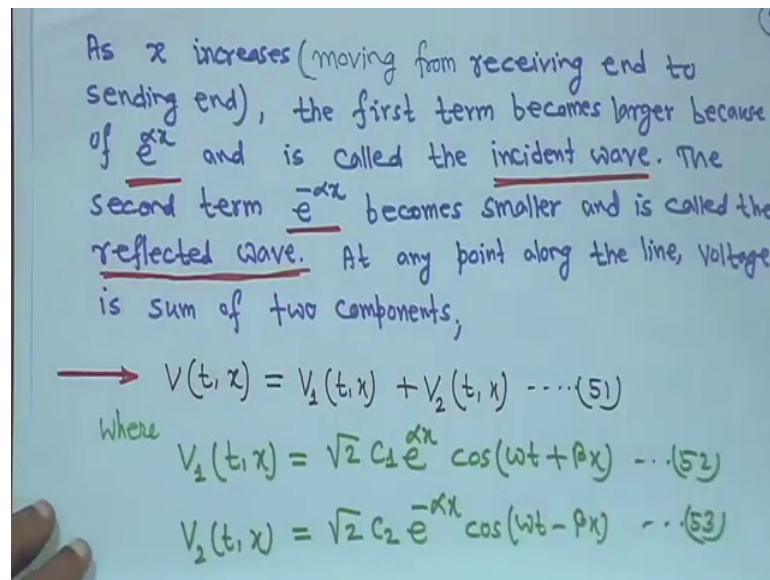 As x increases (moving from receiving end to
sending end), the first term becomes larger because
of e^αx and is called the incident wave. The
second term e^-αx becomes smaller and is called the
reflected wave. At any point along the line, voltage
is sum of two components,
→ V(t,x) = V₁(t,x) + V₂(t,x) ....(51)
Where
V₁(t,x) = √2 C₁ e^αx cos(ωt + βx) ...(52)
V₂(t,x) = √2 C₂ e^-αx cos(ωt - βx) ...(53)